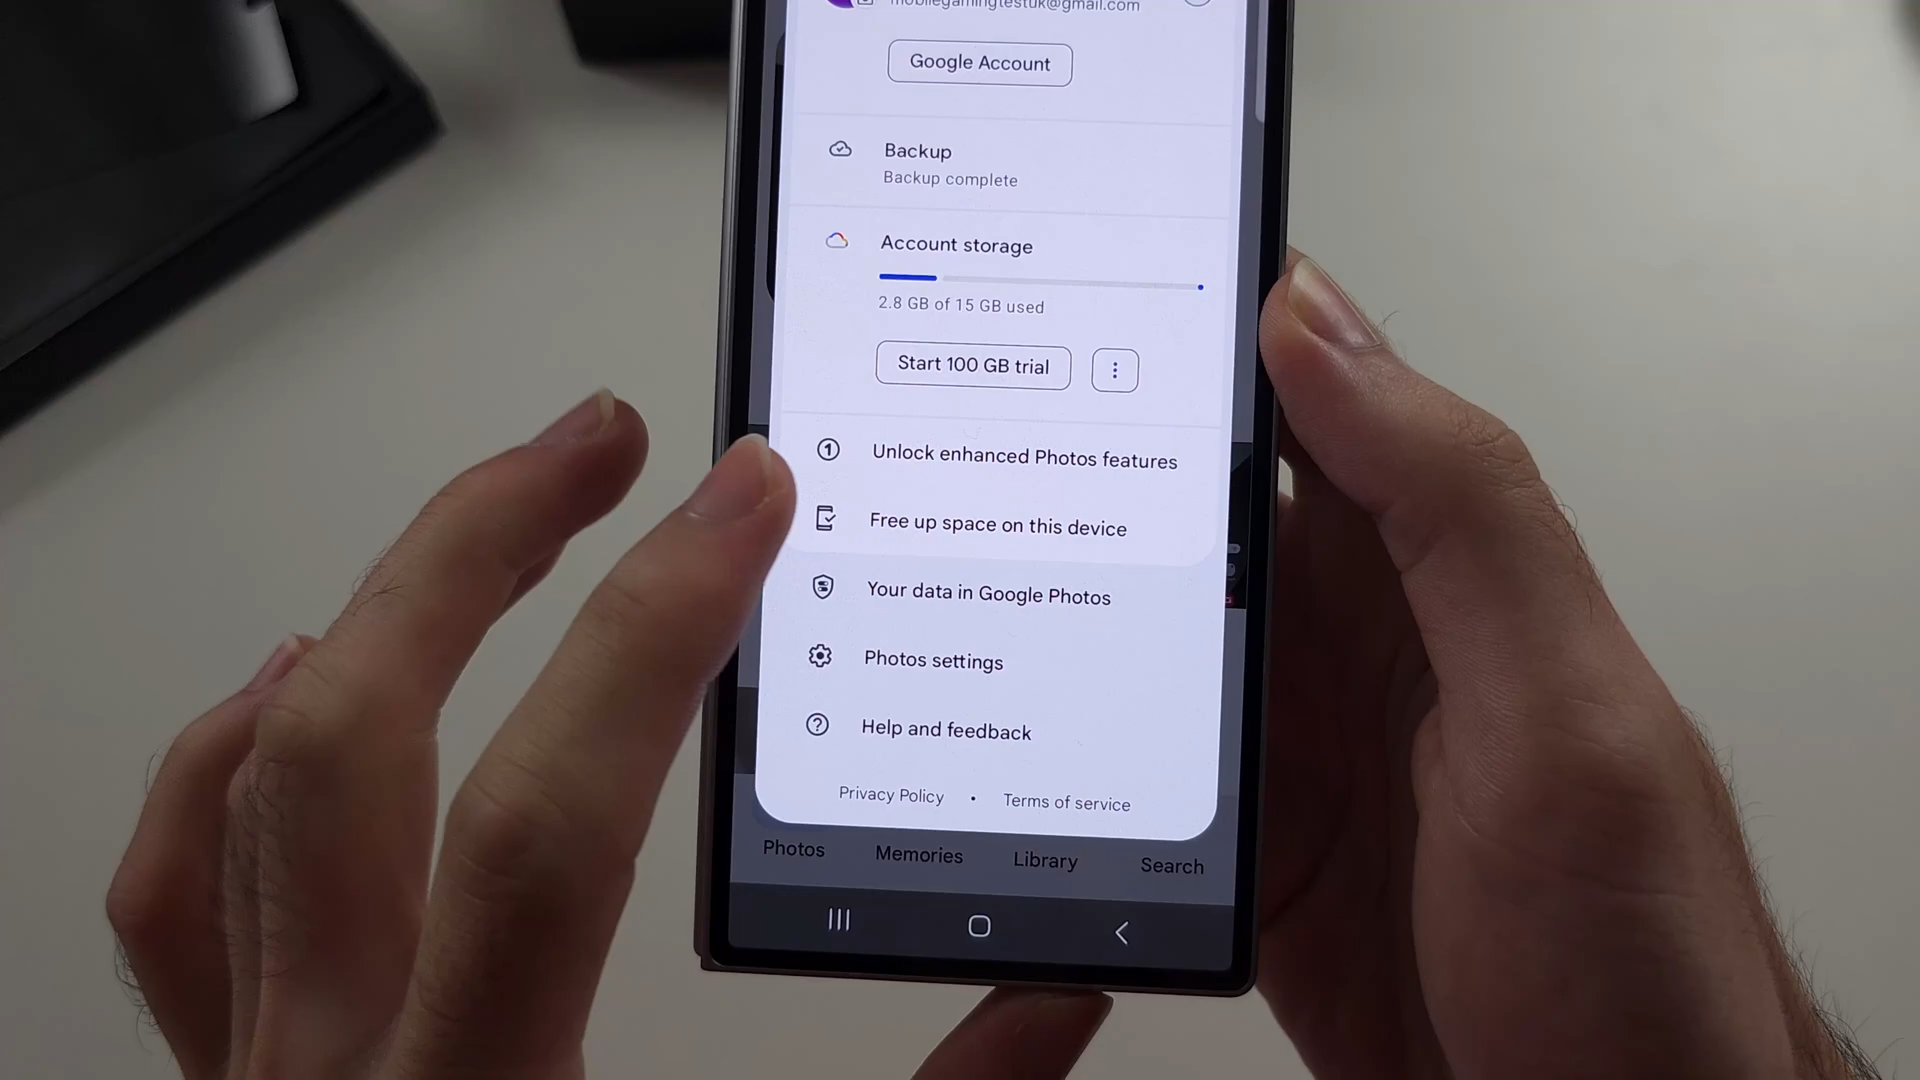 mobilegamingtestuk@gmail.com
Google Account
Backup
Backup complete
Account storage
2.8 GB of 15 GB used
Start 100 GB trial
1 Unlock enhanced Photos features
Free up space on this device
Your data in Google Photos
Photos settings
? Help and feedback
Privacy Policy • Terms of service
Photos Memories Library Search